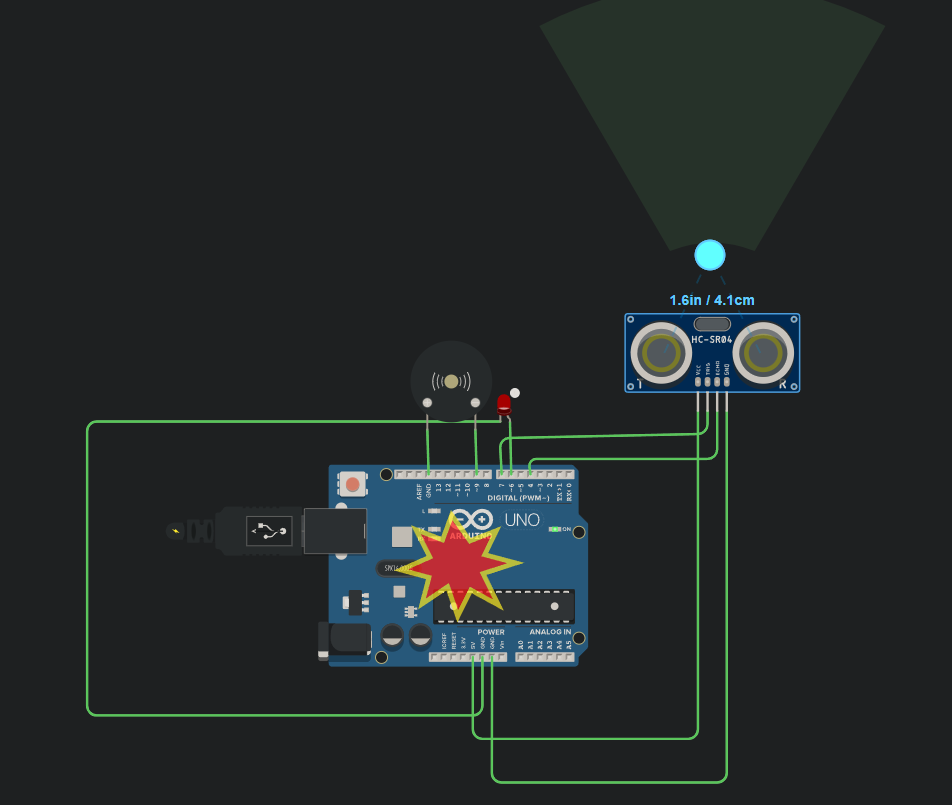 1.6in / 4.1cm
HC-SR04
VCC
TRIG
ECHO
GND
T
R
AREF
GND
13
12
~11
~10
~9
8
7
~6
~5
4
~3
2
TX→1
RX←0
DIGITAL (PWM~)
L
UNO
ARDUINO
ON
POWER
ANALOG IN
IOREF
RESET
3.3V
5V
GND
GND
Vin
A0
A1
A2
A3
A4
A5